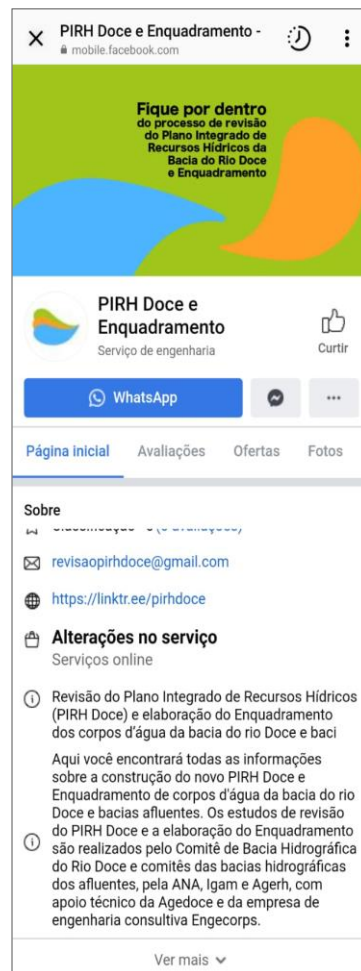 PIRH Doce e Enquadramento -
mobile.facebook.com
Fique por dentro
do processo de revisão
do Plano Integrado de
Recursos Hídricos da
Bacia do Rio Doce
e Enquadramento
PIRH Doce e
Enquadramento
Serviço de engenharia
Curtir
WhatsApp
Página inicial Avaliações Ofertas Fotos
Sobre
revisaopirhdoce@gmail.com
https://linktr.ee/pirhdoce
Alterações no serviço
Serviços online
Revisão do Plano Integrado de Recursos Hídricos
(PIRH Doce) e elaboração do Enquadramento
dos corpos d'água da bacia do rio Doce e baci
Aqui você encontrará todas as informações
sobre a construção do novo PIRH Doce e
Enquadramento de corpos d'água da bacia do rio
Doce e bacias afluentes. Os estudos de revisão
do PIRH Doce e a elaboração do Enquadramento
são realizados pelo Comitê de Bacia Hidrográfica
do Rio Doce e comitês das bacias hidrográficas
dos afluentes, pela ANA, Igam e Agerh, com
apoio técnico da Agedoce e da empresa de
engenharia consultiva Engecorps.
Ver mais